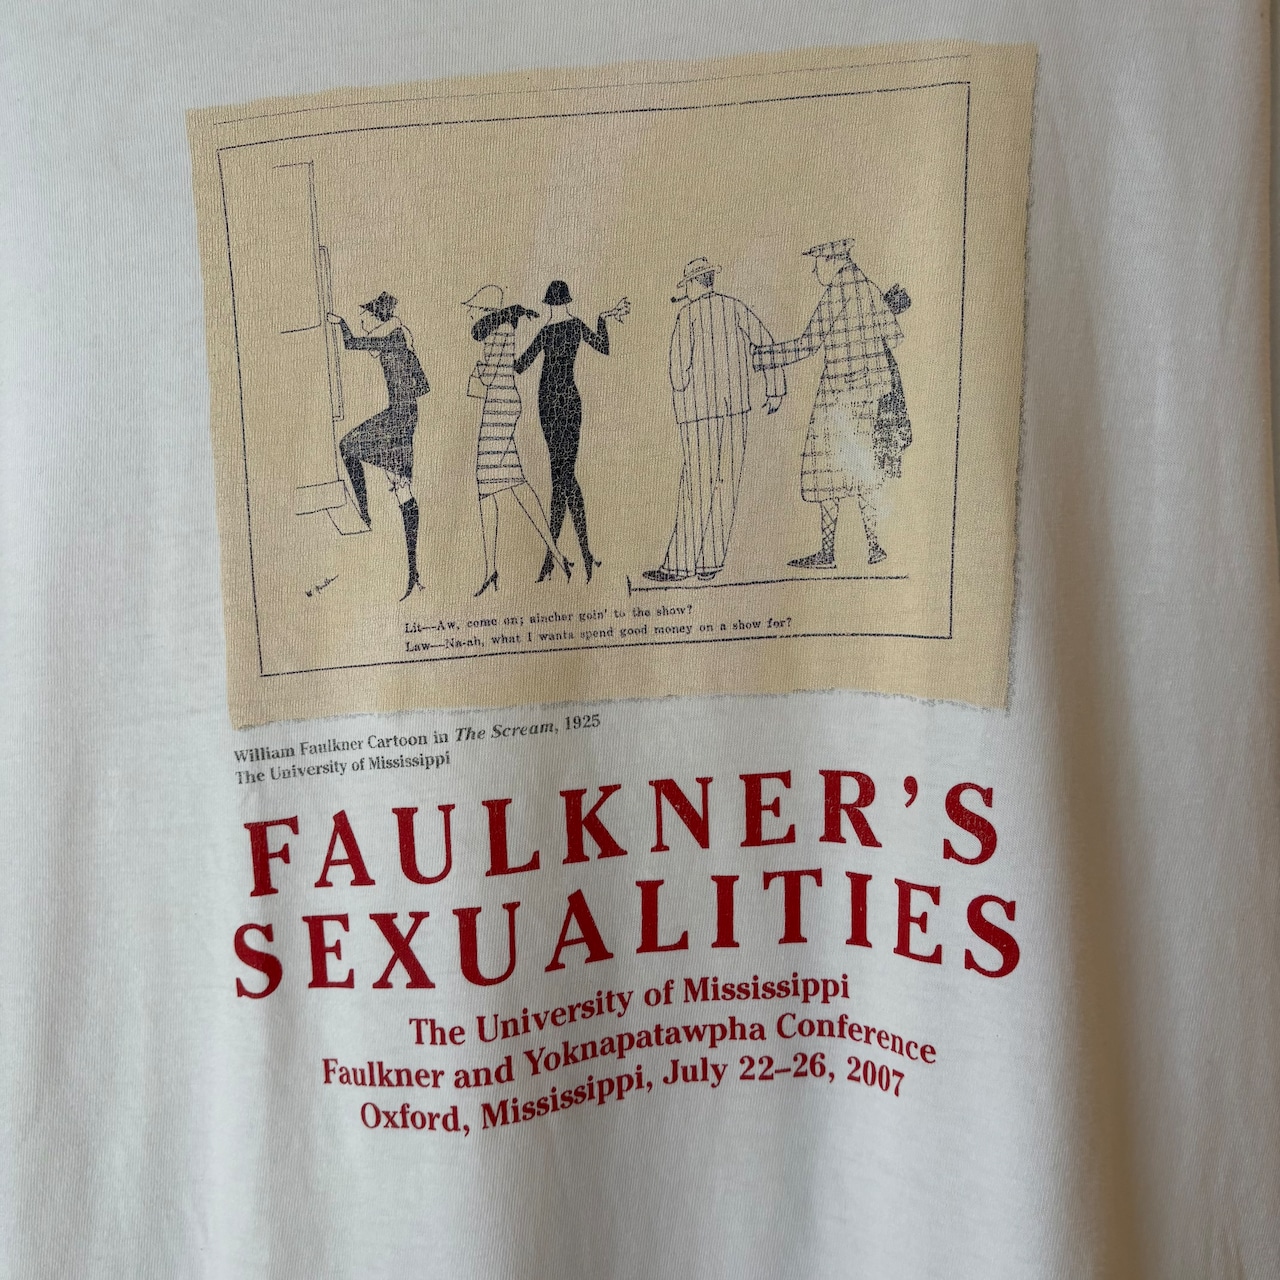 W Faulkner
Lit—Aw, come on; aincher goin' to the show?
Law—Na-ah, what I wanta spend good money on a show for?
William Faulkner Cartoon in The Scream, 1925
The University of Mississippi
FAULKNER'S
SEXUALITIES
The University of Mississippi
Faulkner and Yoknapatawpha Conference
Oxford, Mississippi, July 22–26, 2007